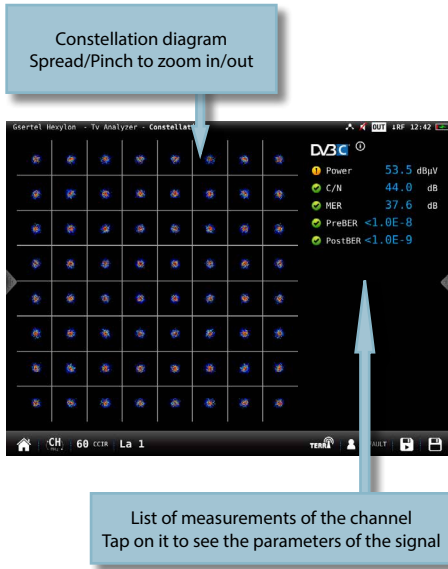 Constellation diagram
Spread/Pinch to zoom in/out
Gsertel Hexylon - Tv Analyzer - Constellat
OUT ↓RF 12:42
DVB C
Power 53.5 dBµV
C/N 44.0 dB
MER 37.6 dB
PreBER <1.0E-8
PostBER <1.0E-9
CH 60 CCIR La 1
TERR
AULT
List of measurements of the channel
Tap on it to see the parameters of the signal